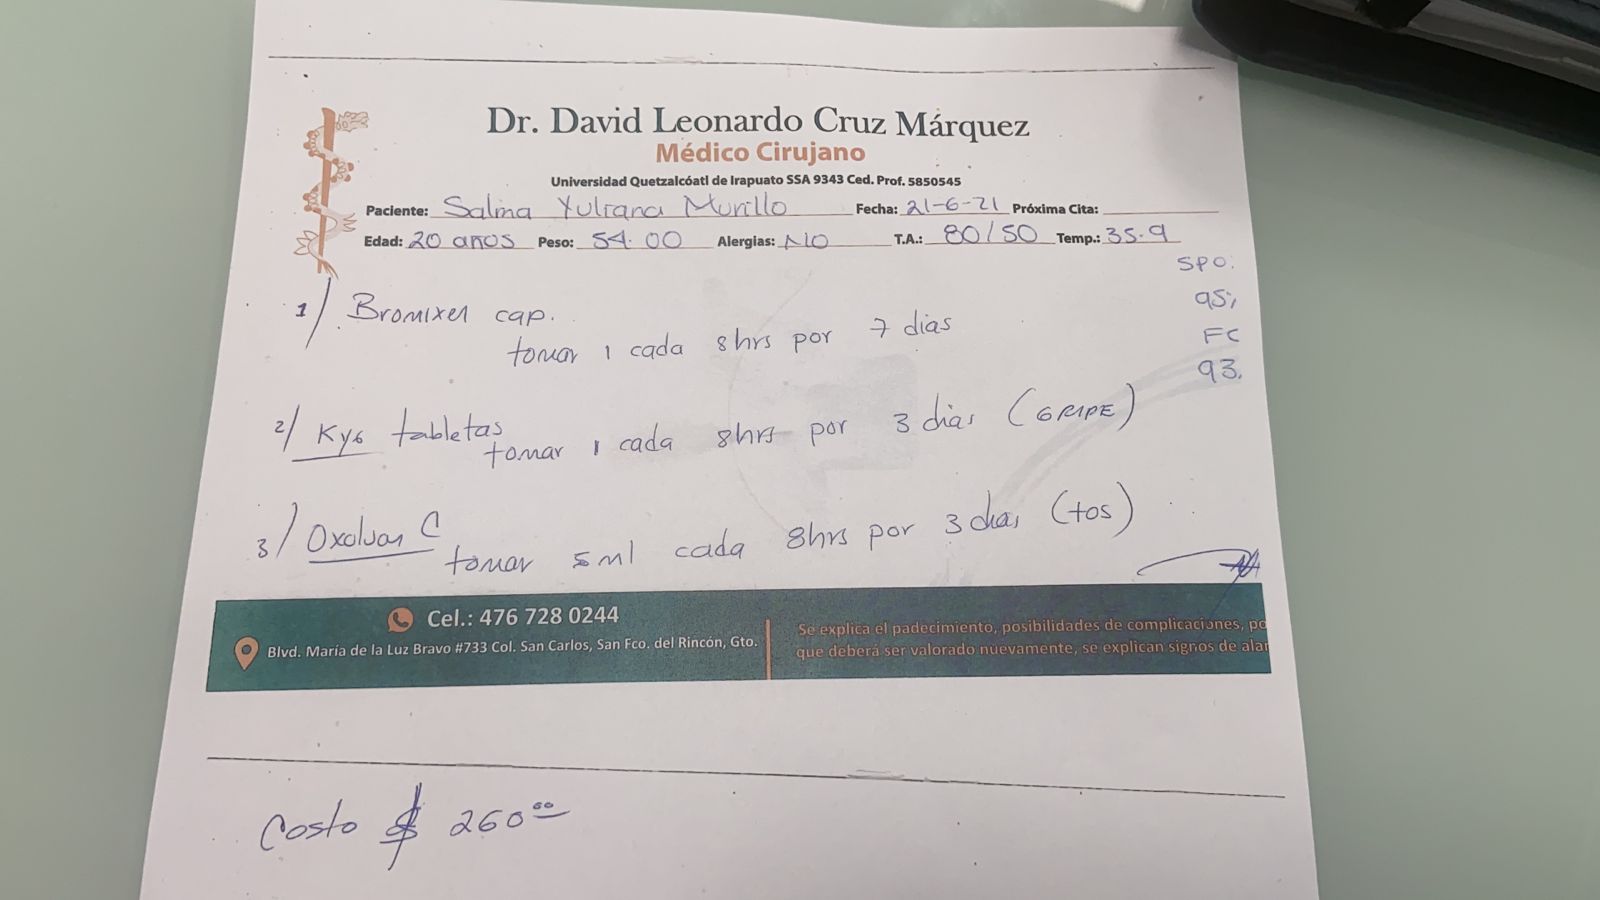 Dr. David Leonardo Cruz Márquez
Médico Cirujano
Universidad Quetzalcóatl de Irapuato SSA 9343 Ced. Prof. 5850545
Paciente: Salma Yuliana Murillo Fecha: 21-6-21 Próxima Cita:
Edad: 20 años Peso: 54.00 Alergias: NO T.A.: 80/50 Temp.: 35.9
SPO:
95%
FC
93.
1/ Bromixen cap.
tomar 1 cada 8hrs por 7 dias
2/ Ky6 tabletas
tomar 1 cada 8hrs por 3 dias (GRIPE)
3/ Oxolvan C
tomar 5 ml cada 8hrs por 3 dias (tos)
Cel.: 476 728 0244
Blvd. María de la Luz Bravo #733 Col. San Carlos, San Fco. del Rincón, Gto.
Se explica el padecimiento, posibilidades de complicaciones, po
que deberá ser valorado nuevamente, se explican signos de alar
Costo $ 260.00